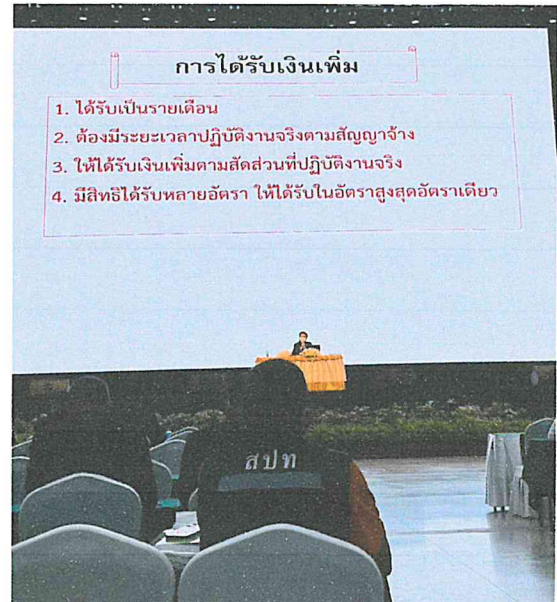 การได้รับเงินเพิ่ม
1. ได้รับเป็นรายเดือน
2. ต้องมีระยะเวลาปฏิบัติงานจริงตามสัญญาจ้าง
3. ให้ได้รับเงินเพิ่มตามสัดส่วนที่ปฏิบัติงานจริง
4. มีสิทธิได้รับหลายอัตรา ให้ได้รับในอัตราสูงสุดอัตราเดียว
สปท